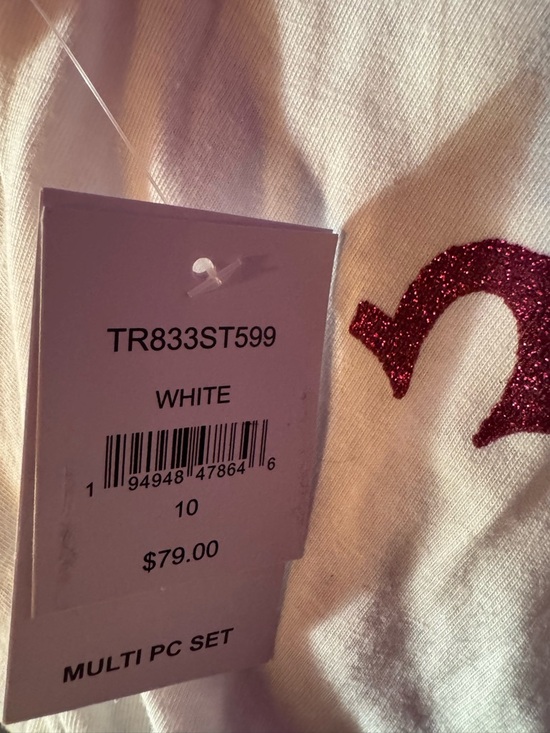 TR833ST599
WHITE
1 94948 47864 6
10
$79.00
MULTI PC SET